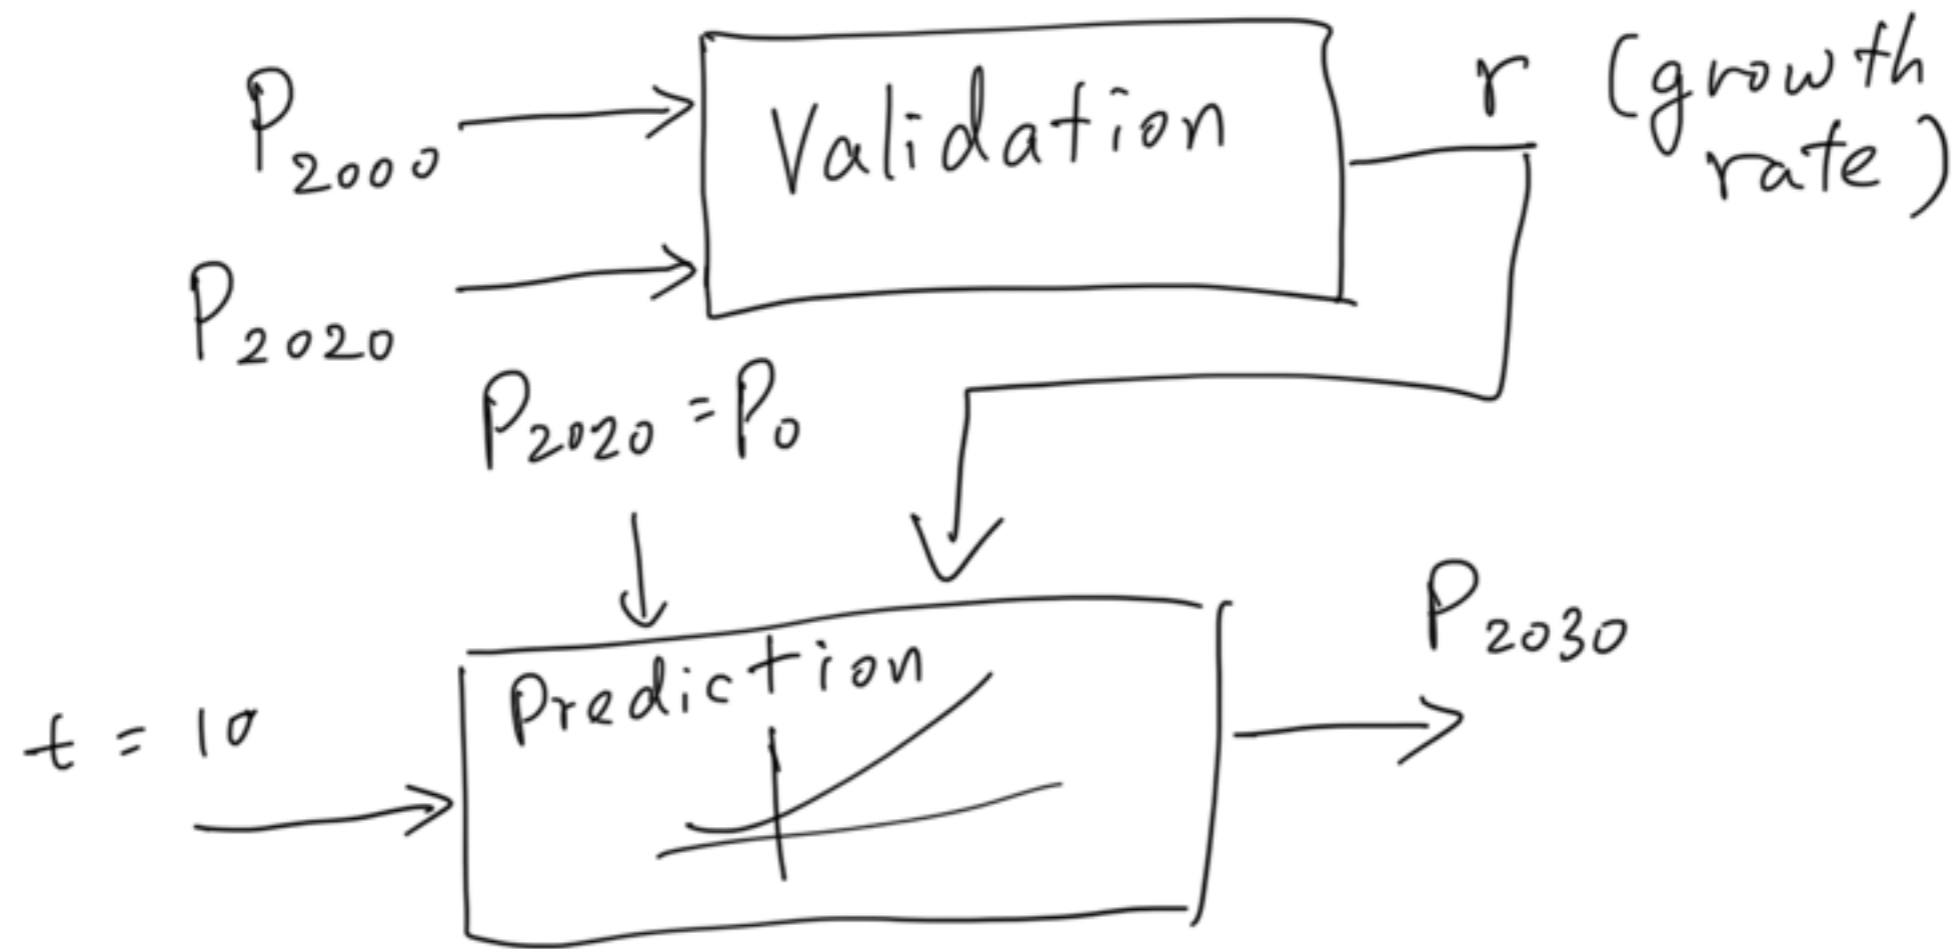 P₂₀₀₀
Validation
r (growth
rate)
P₂₀₂₀
P₂₀₂₀ = P₀
P₂₀₃₀
Prediction
t = 10